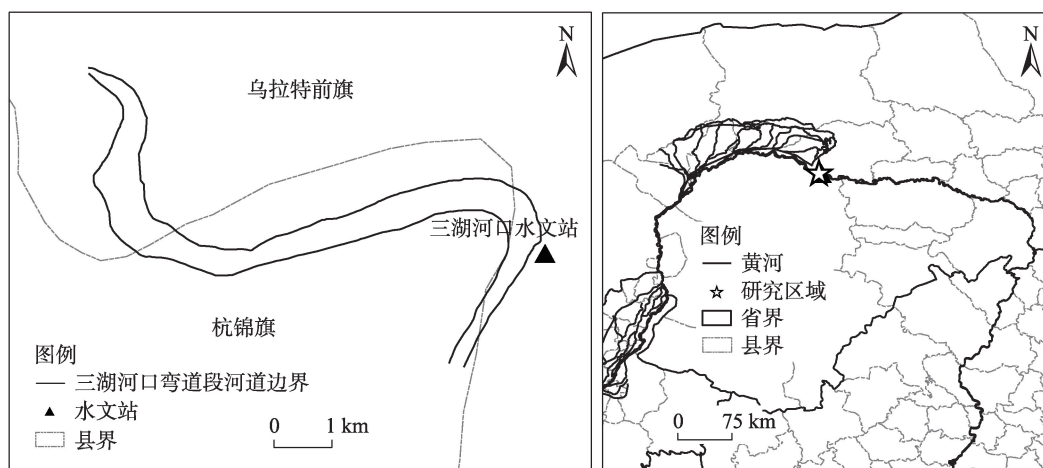 N
乌拉特前旗
三湖河口水文站
杭锦旗
图例
三湖河口弯道段河道边界
水文站
县界
0 1 km
N
图例
黄河
研究区域
省界
县界
0 75 km